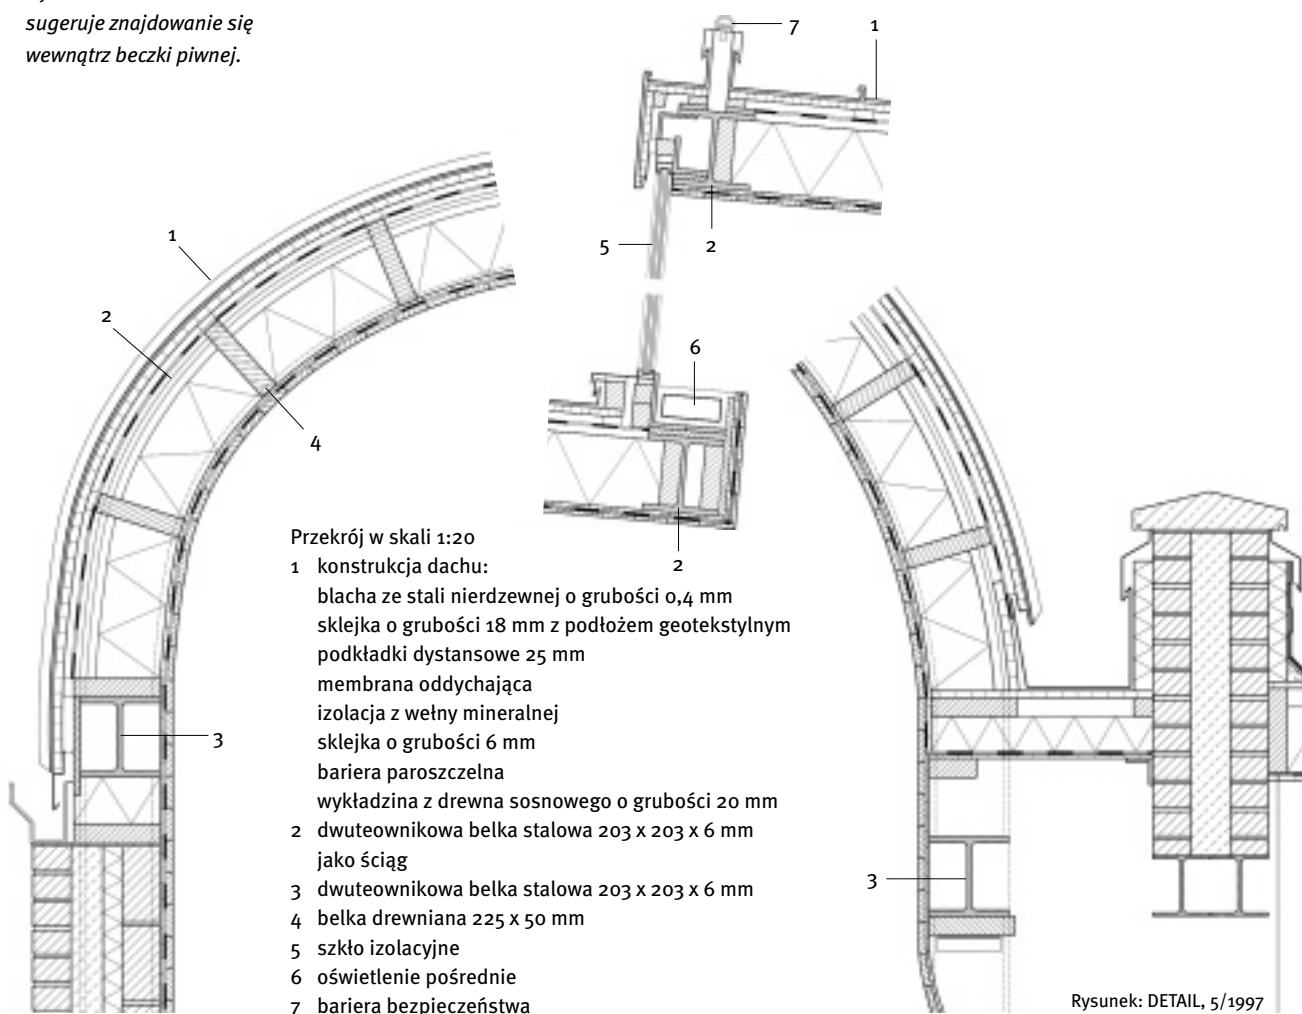 sugeruje znajdowanie się
wewnątrz beczki piwnej.
7
1
5
2
1
2
4
6
2
3
3
Przekrój w skali 1:20
1 konstrukcja dachu:
blacha ze stali nierdzewnej o grubości 0,4 mm
sklejka o grubości 18 mm z podłożem geotekstylnym
podkładki dystansowe 25 mm
membrana oddychająca
izolacja z wełny mineralnej
sklejka o grubości 6 mm
bariera paroszczelna
wykładzina z drewna sosnowego o grubości 20 mm
2 dwuteownikowa belka stalowa 203 x 203 x 6 mm
jako ściąg
3 dwuteownikowa belka stalowa 203 x 203 x 6 mm
4 belka drewniana 225 x 50 mm
5 szkło izolacyjne
6 oświetlenie pośrednie
7 bariera bezpieczeństwa
Rysunek: DETAIL, 5/1997